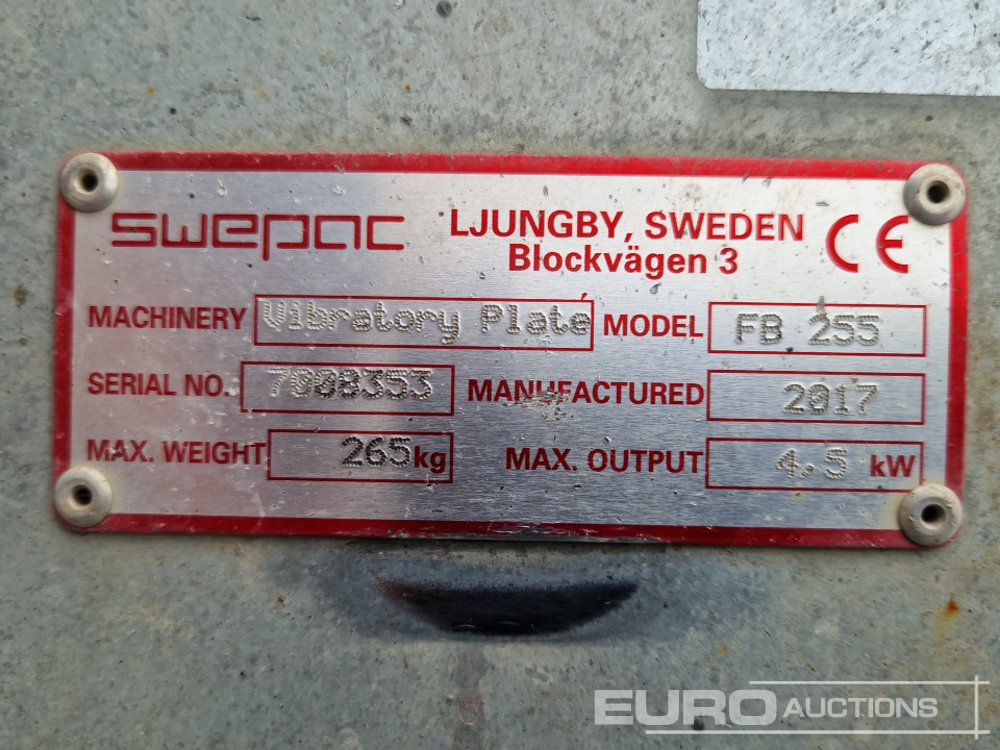 swepac LJUNGBY, SWEDEN CE
Blockvägen 3
MACHINERY Vibratory Plate MODEL FB 255
SERIAL NO. 7008353 MANUFACTURED 2017
MAX. WEIGHT 265kg MAX. OUTPUT 4,5 kW
EURO AUCTIONS